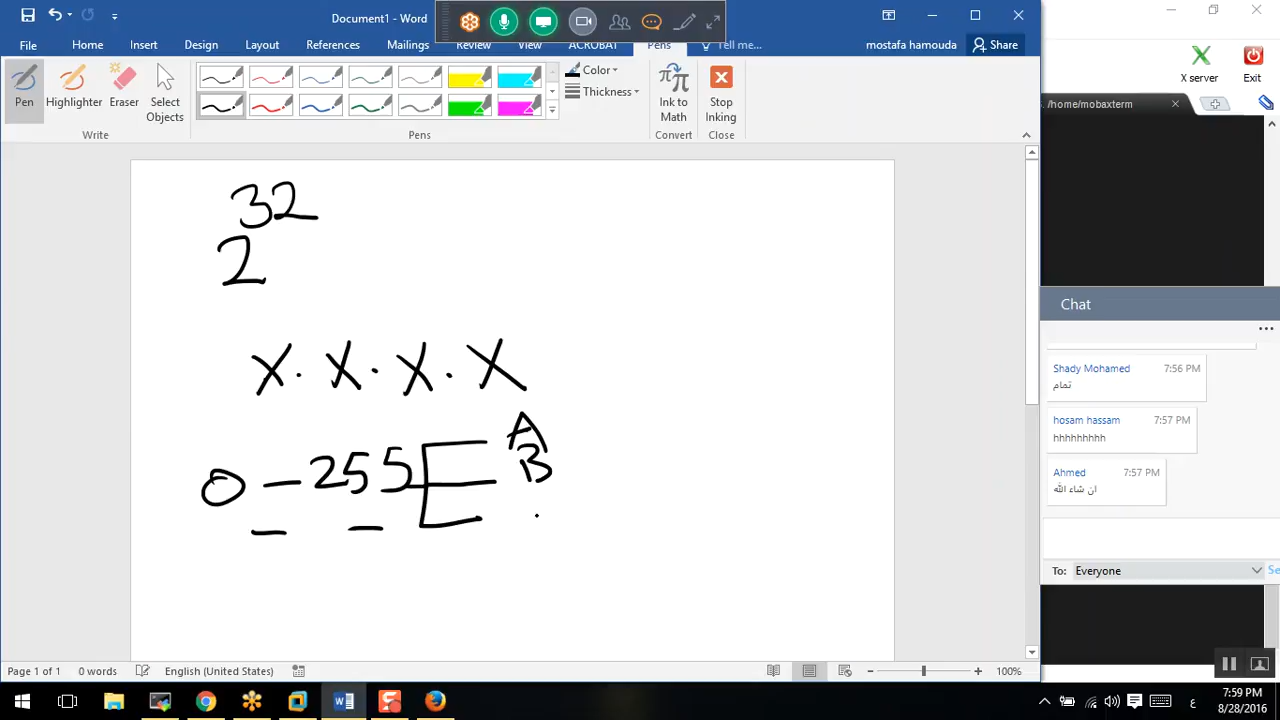 Document1 - Word
File Home Insert Design Layout References Mailings Review View ACROBAT Pens Tell me...
mostafa hamouda Share
Pen
Highlighter
Eraser
Select Objects
Color
Thickness
Ink to Math
Stop Inking
Write
Pens
Convert
Close
32
2
X . X . X . X
0 - 255
A
B
Page 1 of 1 0 words English (United States)
100%
X server
Exit
/home/mobaxterm
Chat
Shady Mohamed 7:56 PM
تمام
hosam hassam 7:57 PM
hhhhhhhhh
Ahmed 7:57 PM
ان شاء الله
To: Everyone
Se
ع
7:59 PM
8/28/2016